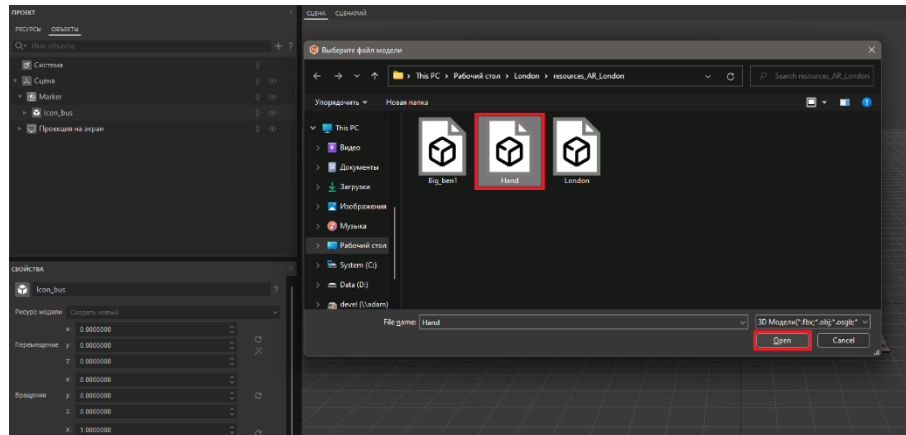 ПРОЕКТ
РЕСУРСЫ ОБЪЕКТЫ
Имя объекта
Система
Сцена
Marker
Icon_bus
Проекция на экран
СВОЙСТВА
Icon_bus
Ресурс модели Создать новый
x: 0.0000000
Перемещение y: 0.0000000
z: 0.0000000
x: 0.0000000
Вращение y: 0.0000000
z: 0.0000000
x: 1.0000000
СЦЕНА СЦЕНАРИЙ
Выберите файл модели
This PC › Рабочий стол › London › resources_AR_London
Search resources_AR_London
Упорядочить Новая папка
This PC
Видео
Документы
Загрузки
Изображения
Музыка
Рабочий стол
System (C:)
Data (D:)
devel (\\adam)
Big_ben1 Hand London
File name: Hand
3D Модели(*.fbx;*.obj;*.osgb;*
Open Cancel